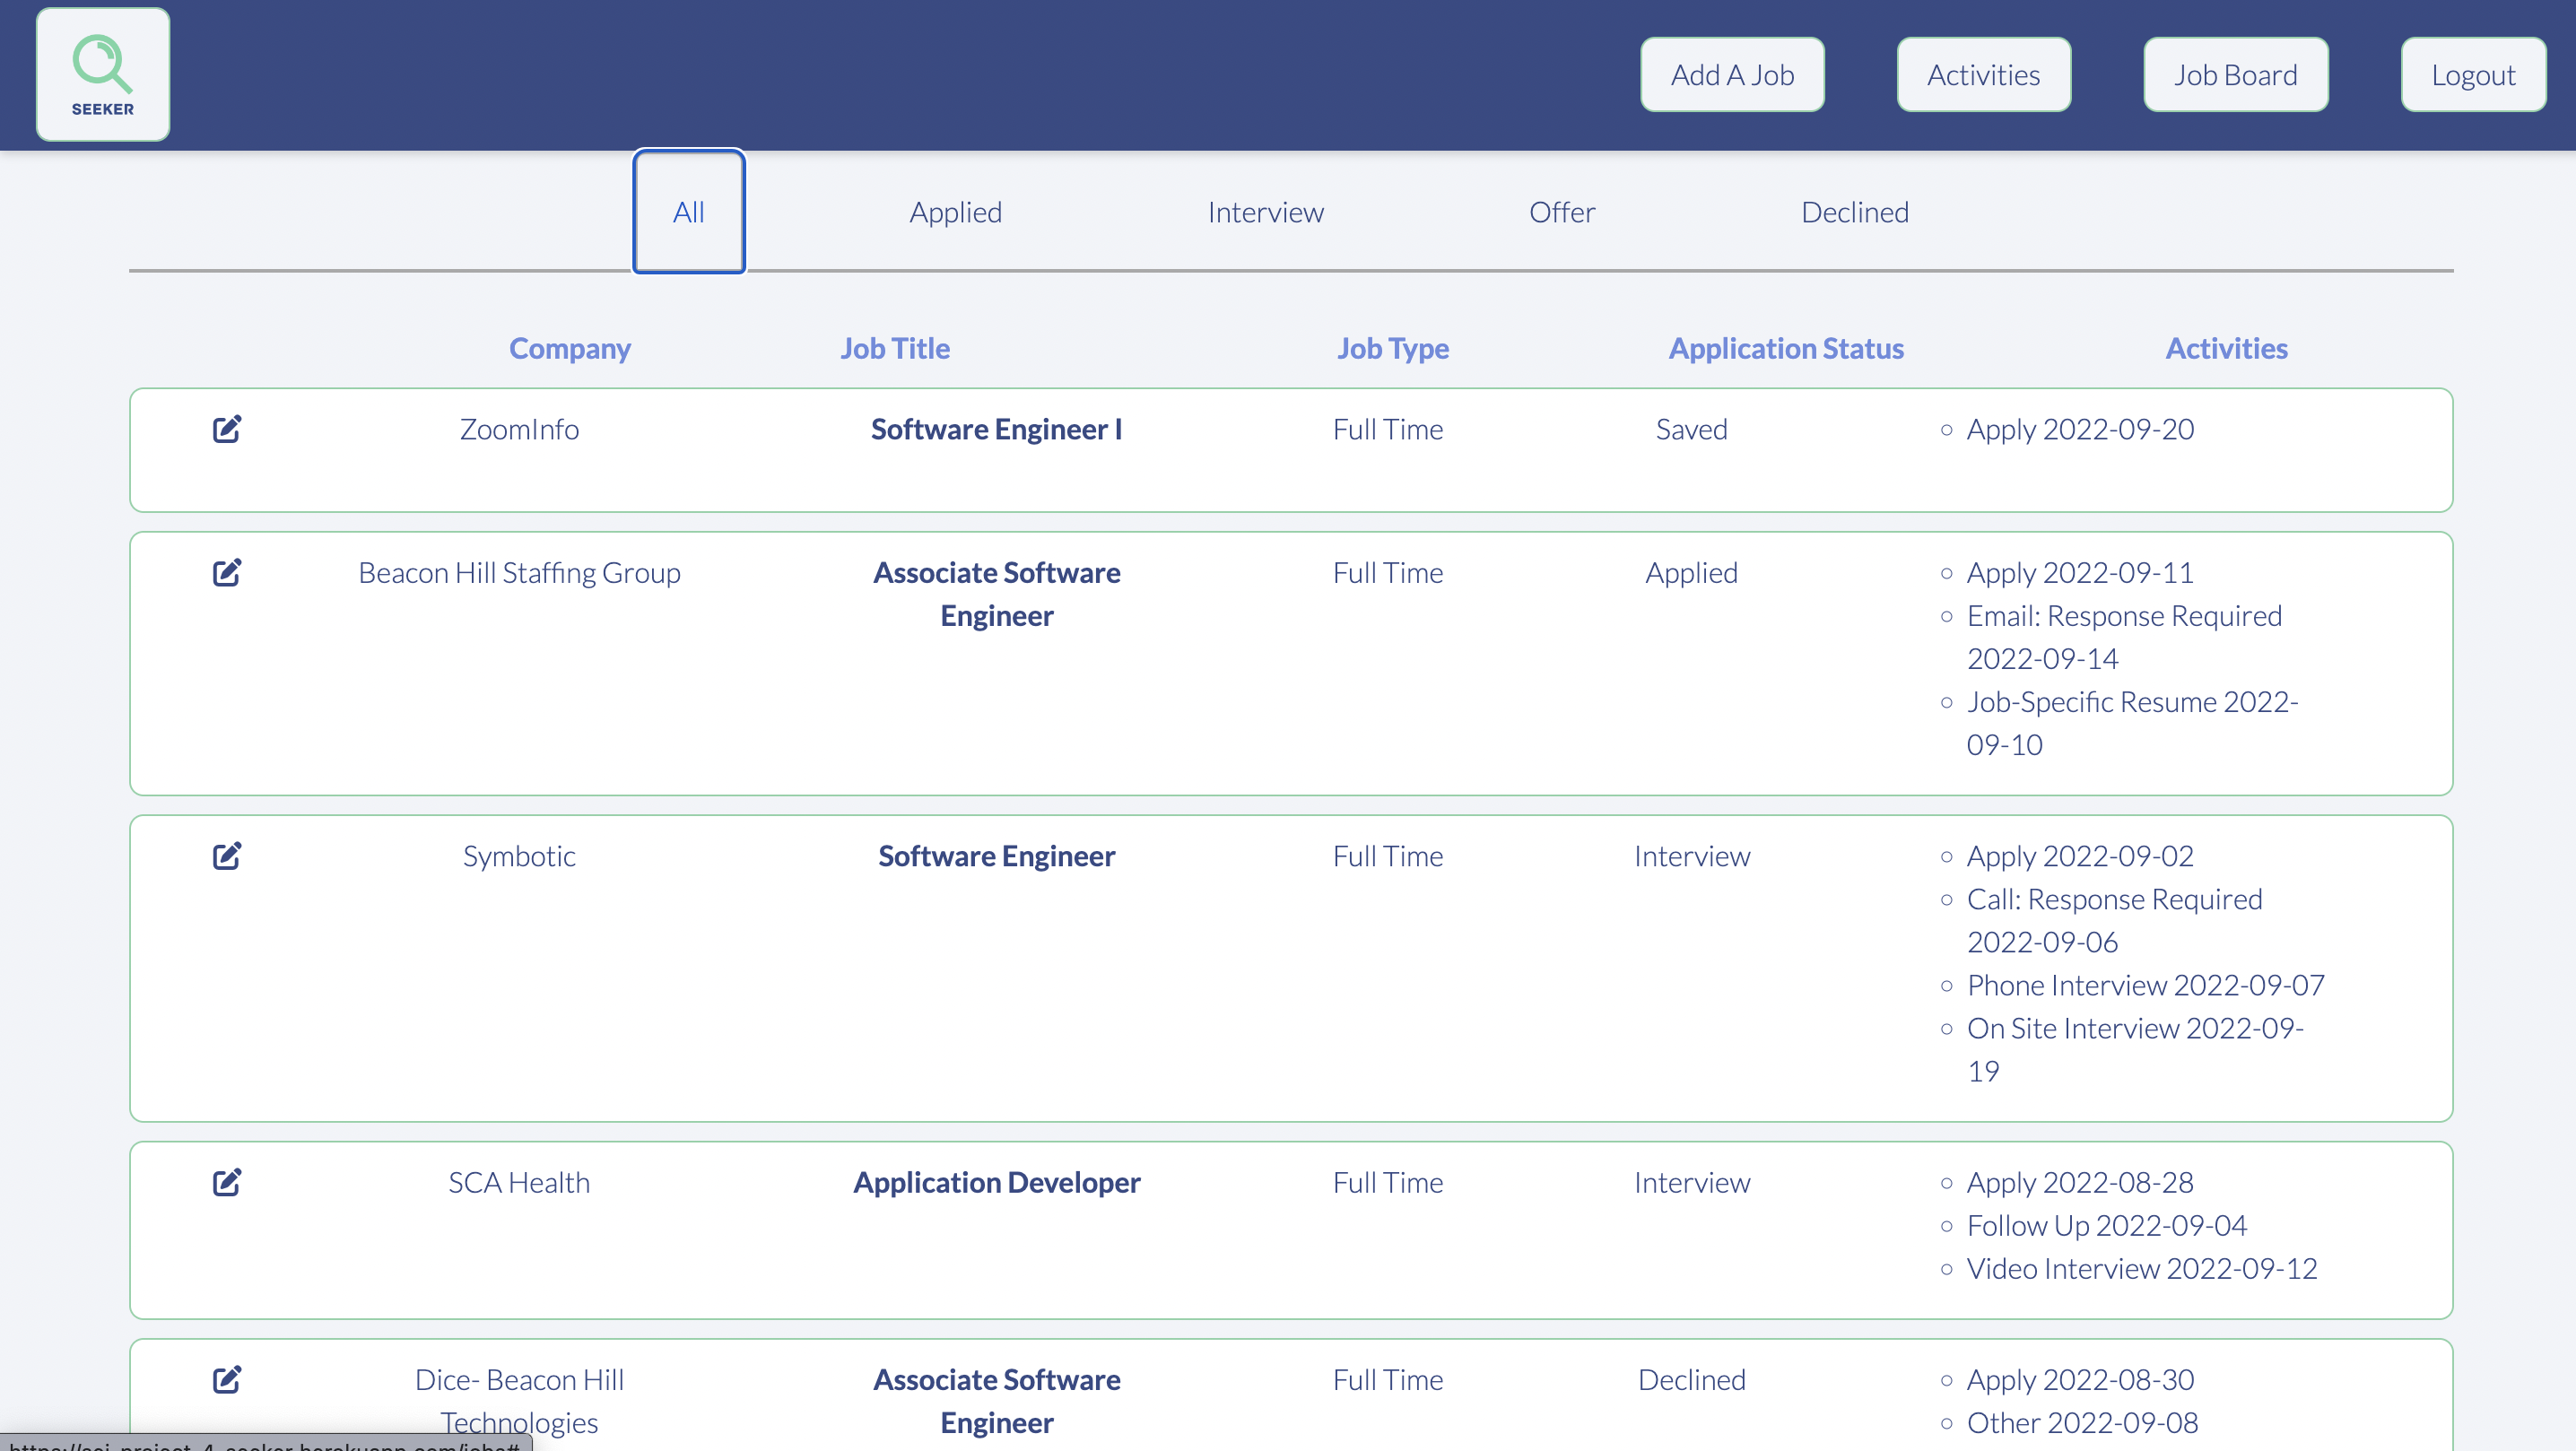 SEEKER
Add A Job
Activities
Job Board
Logout
All
Applied
Interview
Offer
Declined
Company
Job Title
Job Type
Application Status
Activities
ZoomInfo
Software Engineer I
Full Time
Saved
Apply 2022-09-20
Beacon Hill Staffing Group
Associate Software
Engineer
Full Time
Applied
Apply 2022-09-11
Email: Response Required
2022-09-14
Job-Specific Resume 2022-
09-10
Symbotic
Software Engineer
Full Time
Interview
Apply 2022-09-02
Call: Response Required
2022-09-06
Phone Interview 2022-09-07
On Site Interview 2022-09-
19
SCA Health
Application Developer
Full Time
Interview
Apply 2022-08-28
Follow Up 2022-09-04
Video Interview 2022-09-12
Dice- Beacon Hill
Technologies
Associate Software
Engineer
Full Time
Declined
Apply 2022-08-30
Other 2022-09-08